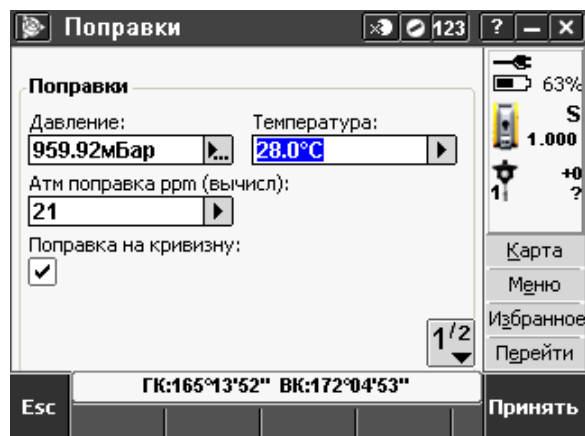 Поправки 123 ? – x
Поправки
Давление: Температура:
959.92мБар 28.0°C
Атм поправка ppm (вычисл):
21
Поправка на кривизну:
1/2
63%
S
1.000
+0
1 ?
Карта
Меню
Избранное
Перейти
ГК:165°13'52" ВК:172°04'53"
Esc Принять